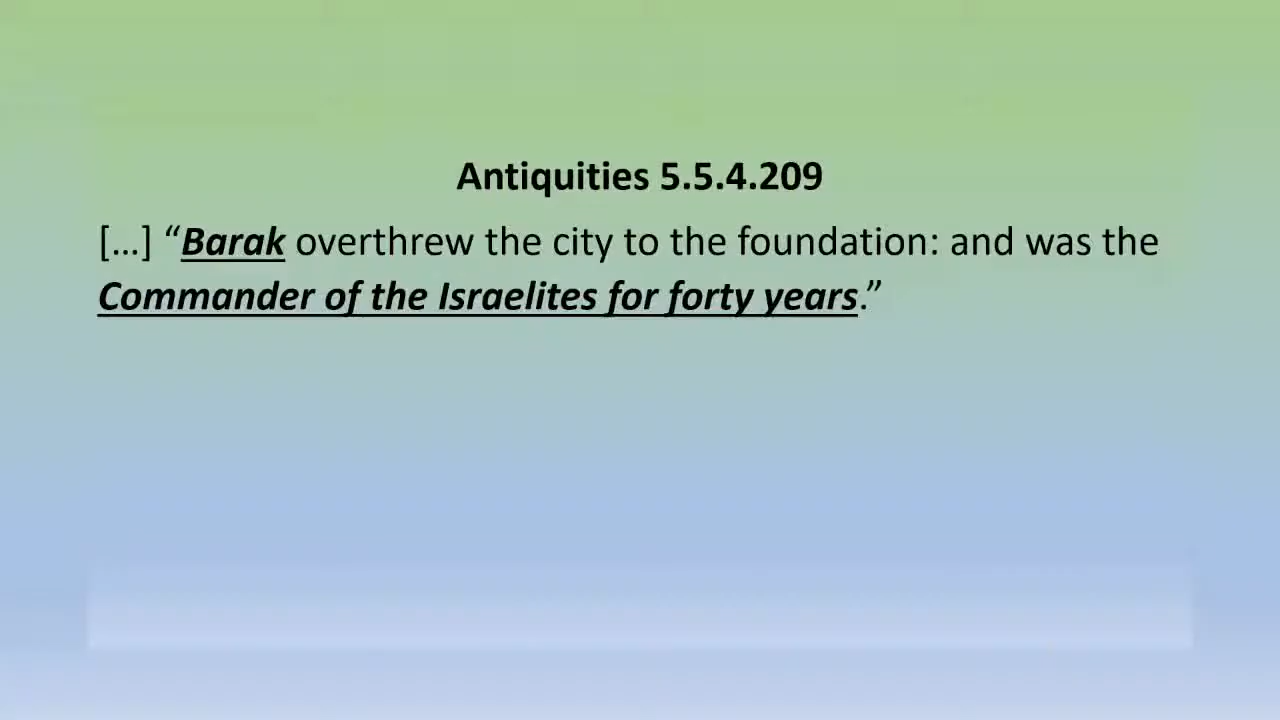 Antiquities 5.5.4.209
[…] “Barak overthrew the city to the foundation: and was the
Commander of the Israelites for forty years.”